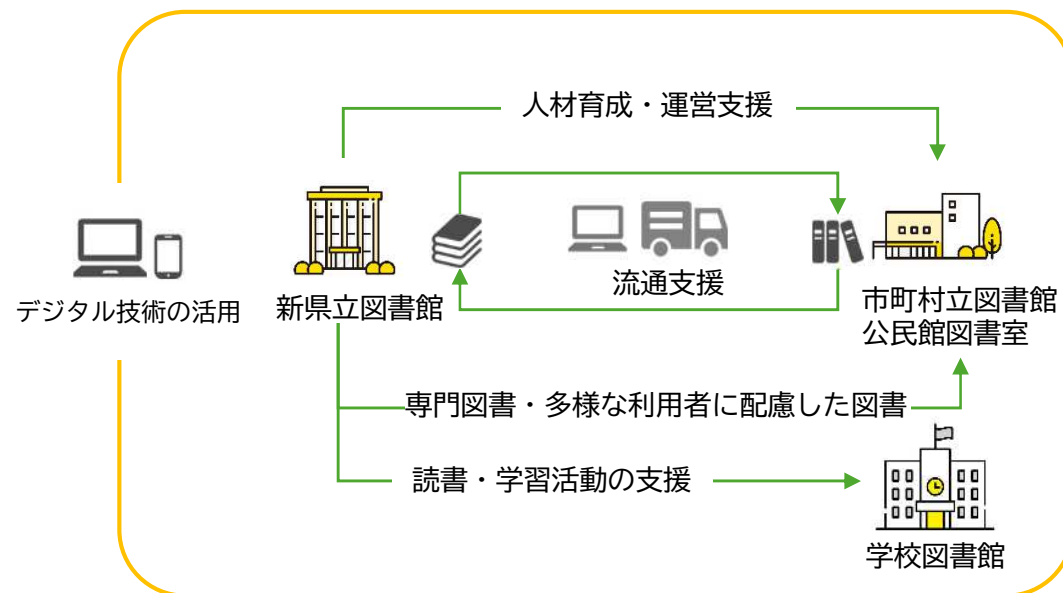 人材育成・運営支援
流通支援
デジタル技術の活用
新県立図書館
市町村立図書館
公民館図書室
専門図書・多様な利用者に配慮した図書
読書・学習活動の支援
学校図書館